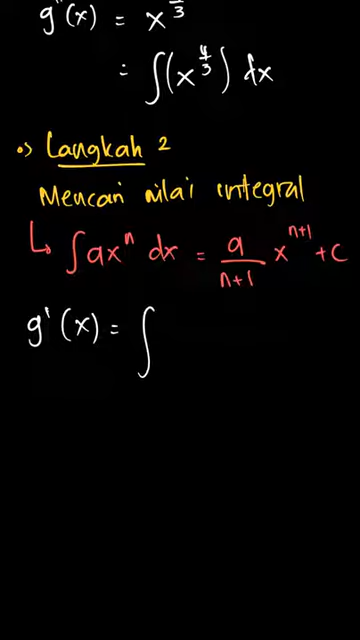 g''(x) = x^{4/3}
= ∫(x^{4/3}) dx
•⟩ Langkah 2
Mencari nilai integral
↳ ∫ax^n dx = a/(n+1) x^{n+1} + C
g'(x) = ∫